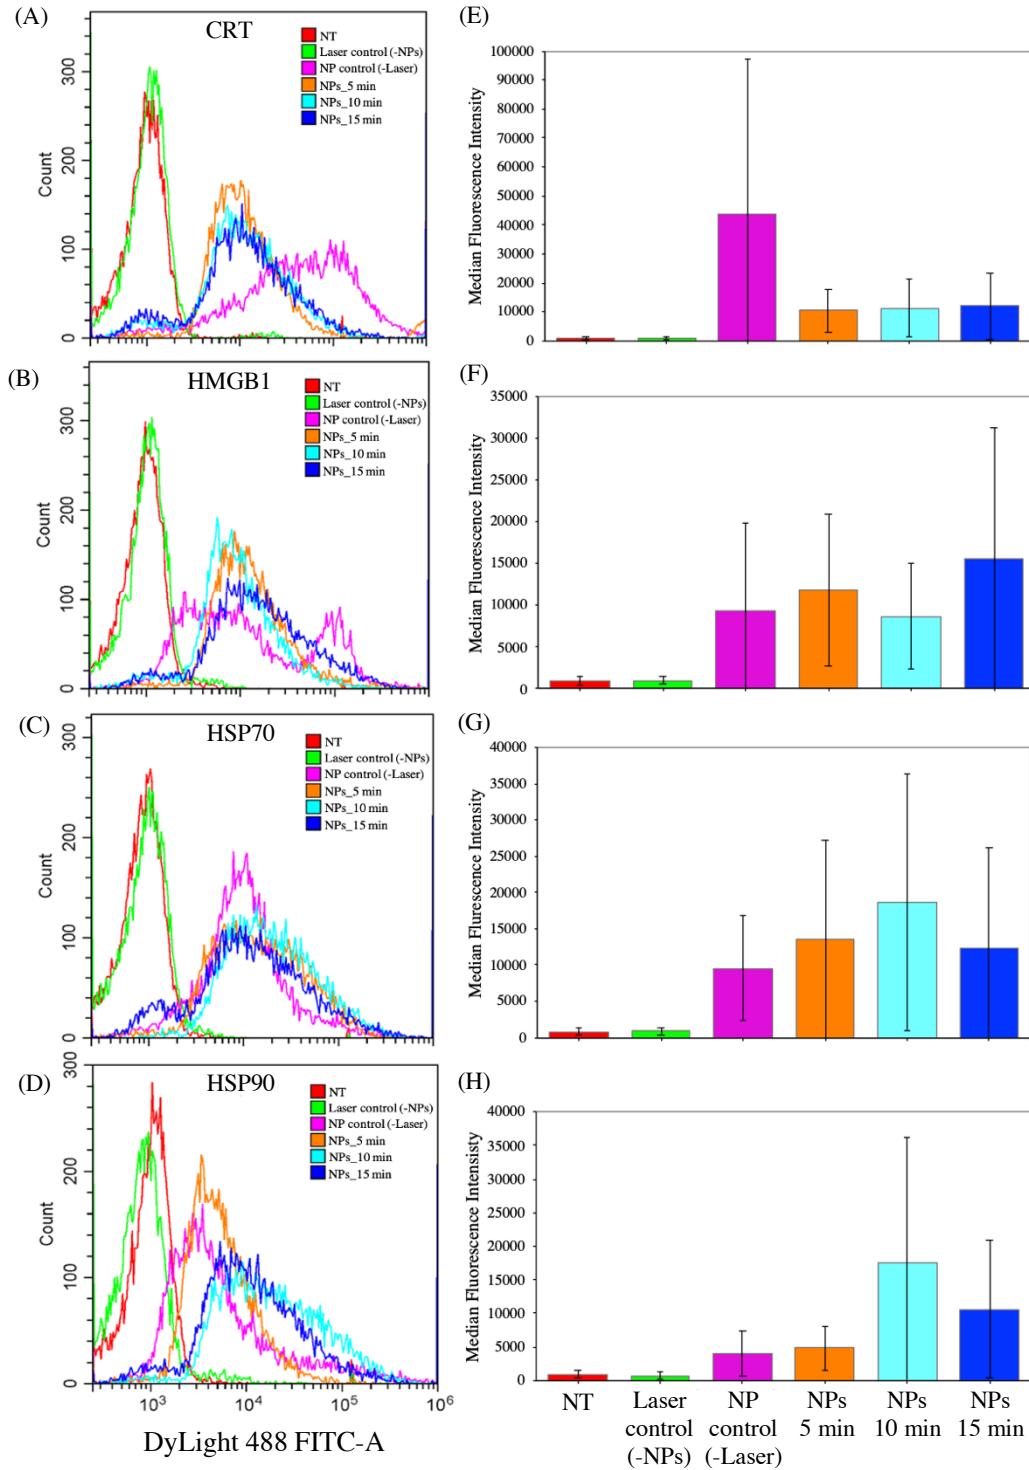 (A)
CRT
NT
Laser control (-NPs)
NP control (-Laser)
NPs_5 min
NPs_10 min
NPs_15 min
Count
300
200
100
0
(E)
Median Fluorescence Intensity
100000
90000
80000
70000
60000
50000
40000
30000
20000
10000
0
(B)
HMGB1
NT
Laser control (-NPs)
NP control (-Laser)
NPs_5 min
NPs_10 min
NPs_15 min
Count
300
200
100
0
(F)
Median Fluorescence Intensity
35000
30000
25000
20000
15000
10000
5000
0
(C)
HSP70
NT
Laser control (-NPs)
NP control (-Laser)
NPs_5 min
NPs_10 min
NPs_15 min
Count
300
200
100
0
(G)
Median Flurescence Intensity
40000
35000
30000
25000
20000
15000
10000
5000
0
(D)
HSP90
NT
Laser control (-NPs)
NP control (-Laser)
NPs_5 min
NPs_10 min
NPs_15 min
Count
300
200
100
0
10³ 10⁴ 10⁵ 10⁶
DyLight 488 FITC-A
(H)
Median Fluorescence Intensisty
40000
35000
30000
25000
20000
15000
10000
5000
0
NT
Laser
control
(-NPs)
NP
control
(-Laser)
NPs
5 min
NPs
10 min
NPs
15 min